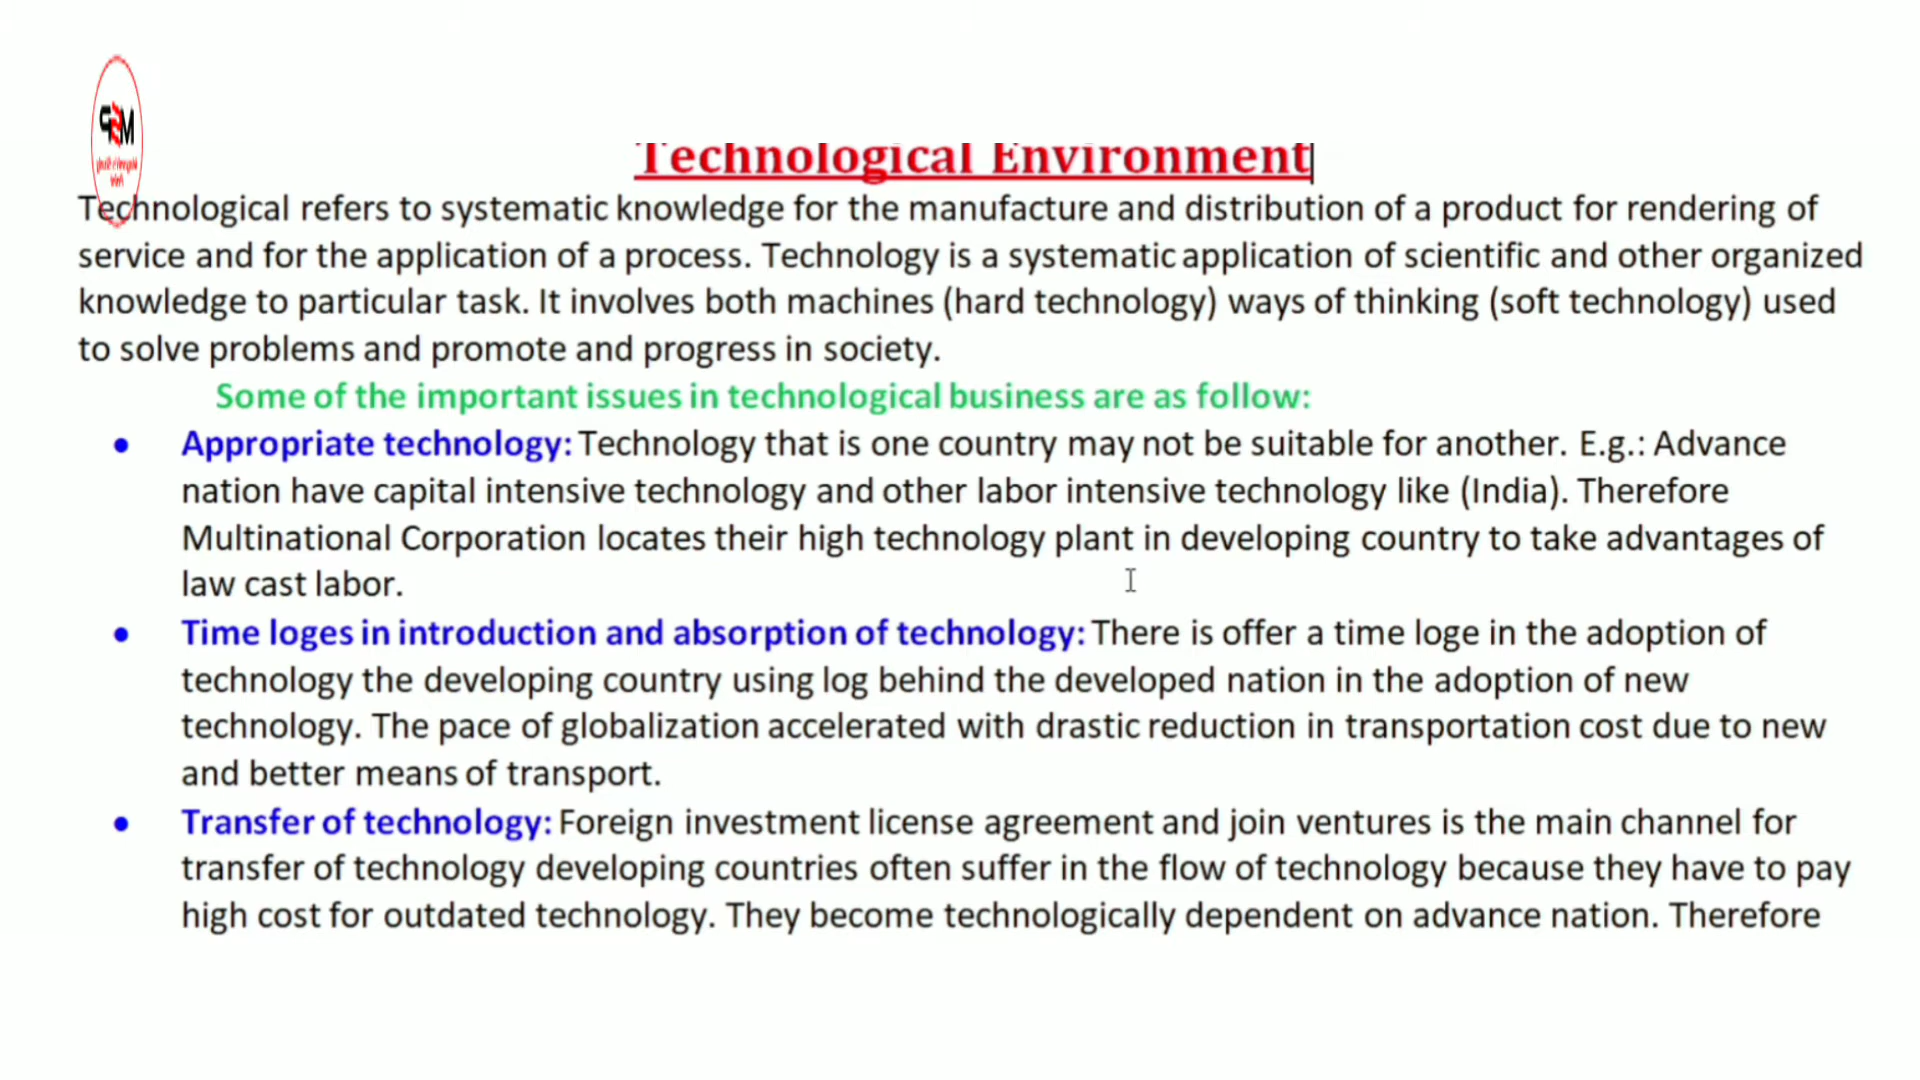 Technological Environment
Technological refers to systematic knowledge for the manufacture and distribution of a product for rendering of
service and for the application of a process. Technology is a systematic application of scientific and other organized
knowledge to particular task. It involves both machines (hard technology) ways of thinking (soft technology) used
to solve problems and promote and progress in society.
Some of the important issues in technological business are as follow:
● Appropriate technology: Technology that is one country may not be suitable for another. E.g.: Advance
nation have capital intensive technology and other labor intensive technology like (India). Therefore
Multinational Corporation locates their high technology plant in developing country to take advantages of
law cast labor.
● Time loges in introduction and absorption of technology: There is offer a time loge in the adoption of
technology the developing country using log behind the developed nation in the adoption of new
technology. The pace of globalization accelerated with drastic reduction in transportation cost due to new
and better means of transport.
● Transfer of technology: Foreign investment license agreement and join ventures is the main channel for
transfer of technology developing countries often suffer in the flow of technology because they have to pay
high cost for outdated technology. They become technologically dependent on advance nation. Therefore